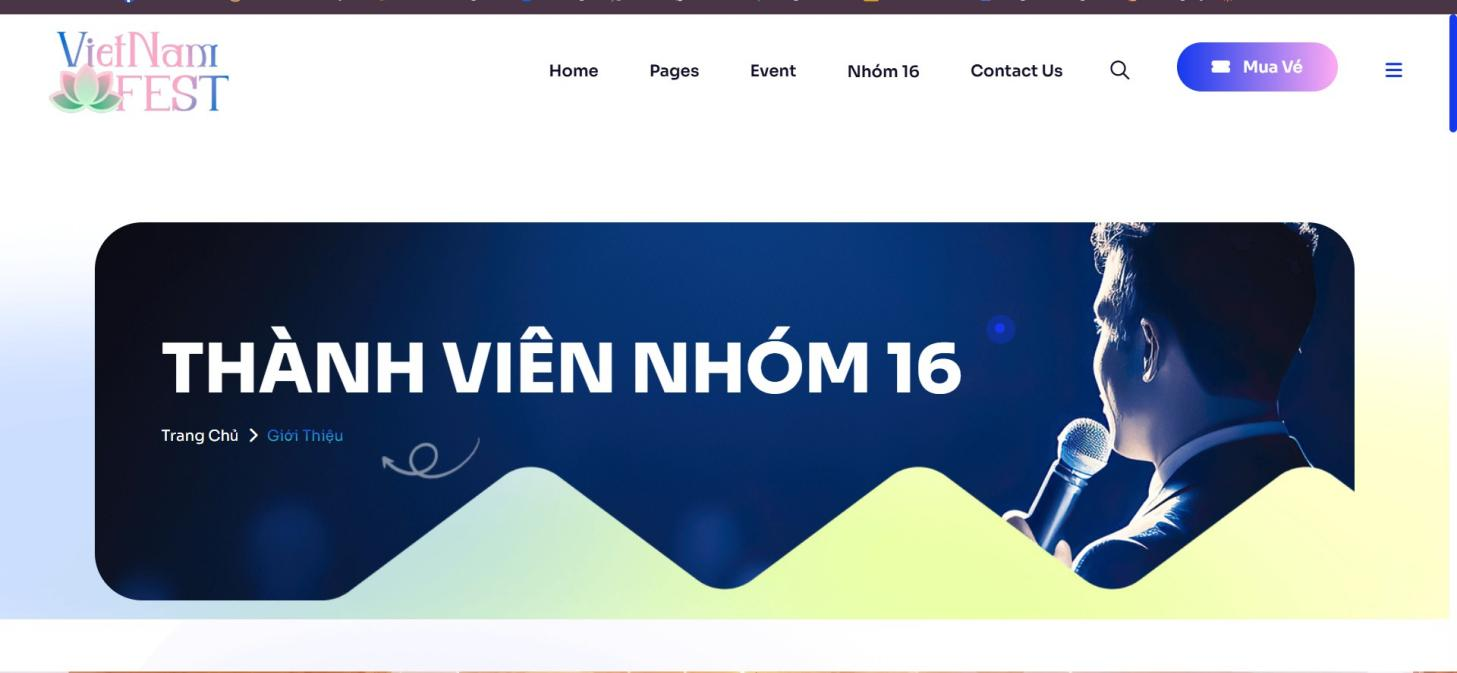 VietNam
FEST
Home Pages Event Nhóm 16 Contact Us Mua Vé
THÀNH VIÊN NHÓM 16
Trang Chủ Giới Thiệu